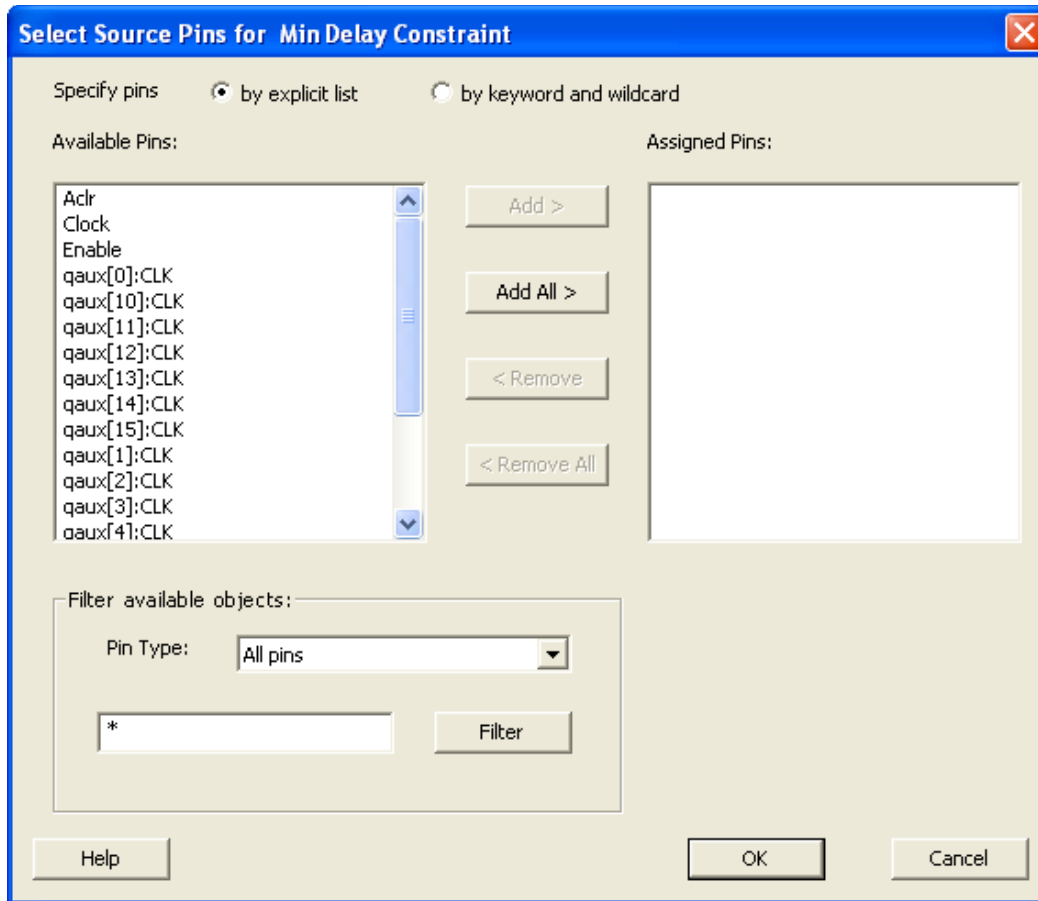 Select Source Pins for Min Delay Constraint
Specify pins by explicit list by keyword and wildcard
Available Pins: Assigned Pins:
Aclr
Clock
Enable
qaux[0]:CLK
qaux[10]:CLK
qaux[11]:CLK
qaux[12]:CLK
qaux[13]:CLK
qaux[14]:CLK
qaux[15]:CLK
qaux[1]:CLK
qaux[2]:CLK
qaux[3]:CLK
qaux[4]:CLK
Add >
Add All >
< Remove
< Remove All
Filter available objects:
Pin Type: All pins
* Filter
Help OK Cancel